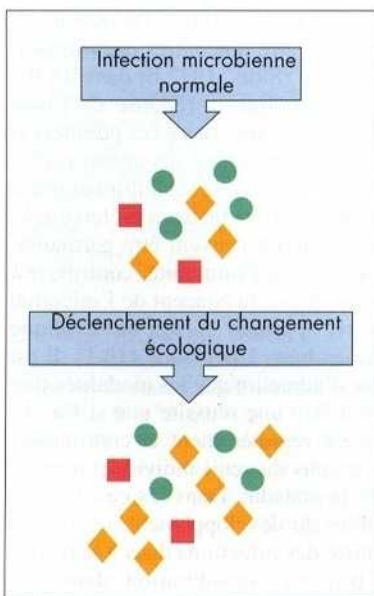 Infection microbienne
normale
Déclenchement du changement
écologique